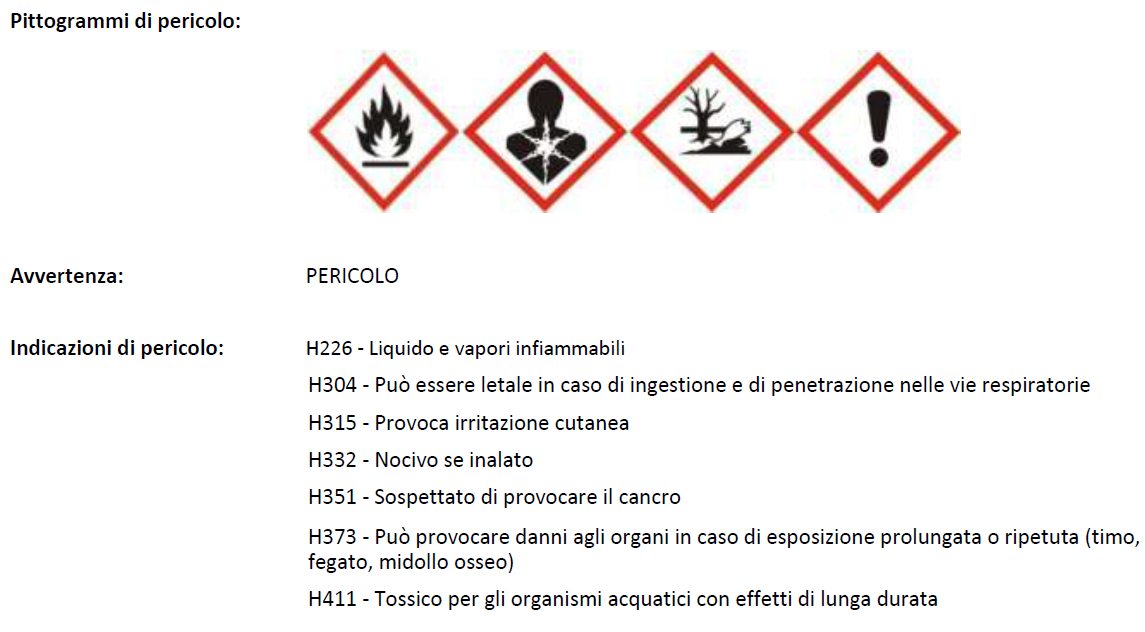 Pittogrammi di pericolo:
Avvertenza: PERICOLO
Indicazioni di pericolo: H226 - Liquido e vapori infiammabili
H304 - Può essere letale in caso di ingestione e di penetrazione nelle vie respiratorie
H315 - Provoca irritazione cutanea
H332 - Nocivo se inalato
H351 - Sospettato di provocare il cancro
H373 - Può provocare danni agli organi in caso di esposizione prolungata o ripetuta (timo,
fegato, midollo osseo)
H411 - Tossico per gli organismi acquatici con effetti di lunga durata